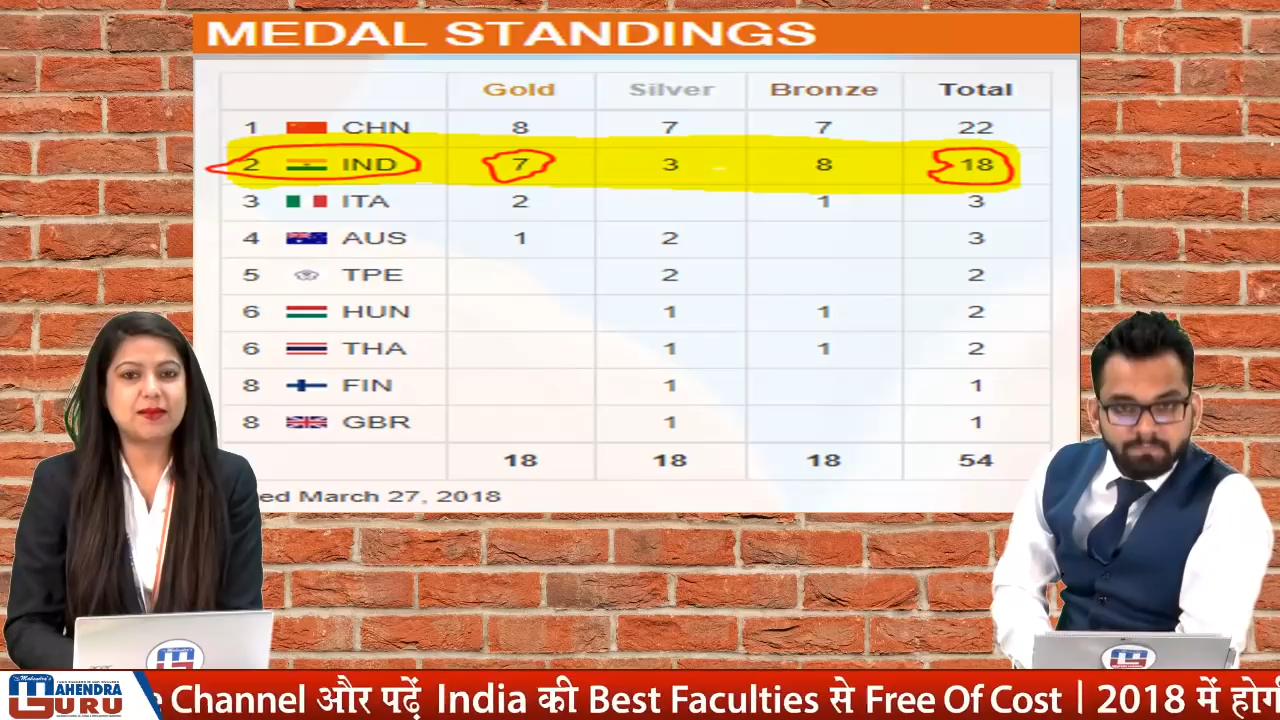 MEDAL STANDINGS
Gold Silver Bronze Total
1 CHN 8 7 7 22
2 IND 7 3 8 18
3 ITA 2 1 3
4 AUS 1 2 3
5 TPE 2 2
6 HUN 1 1 2
6 THA 1 1 2
8 FIN 1 1
8 GBR 1 1
18 18 18 54
ed March 27, 2018
Mahendra's
MAHENDRA
GURU
e Channel और पढ़ें India की Best Faculties से Free Of Cost | 2018 में होगी